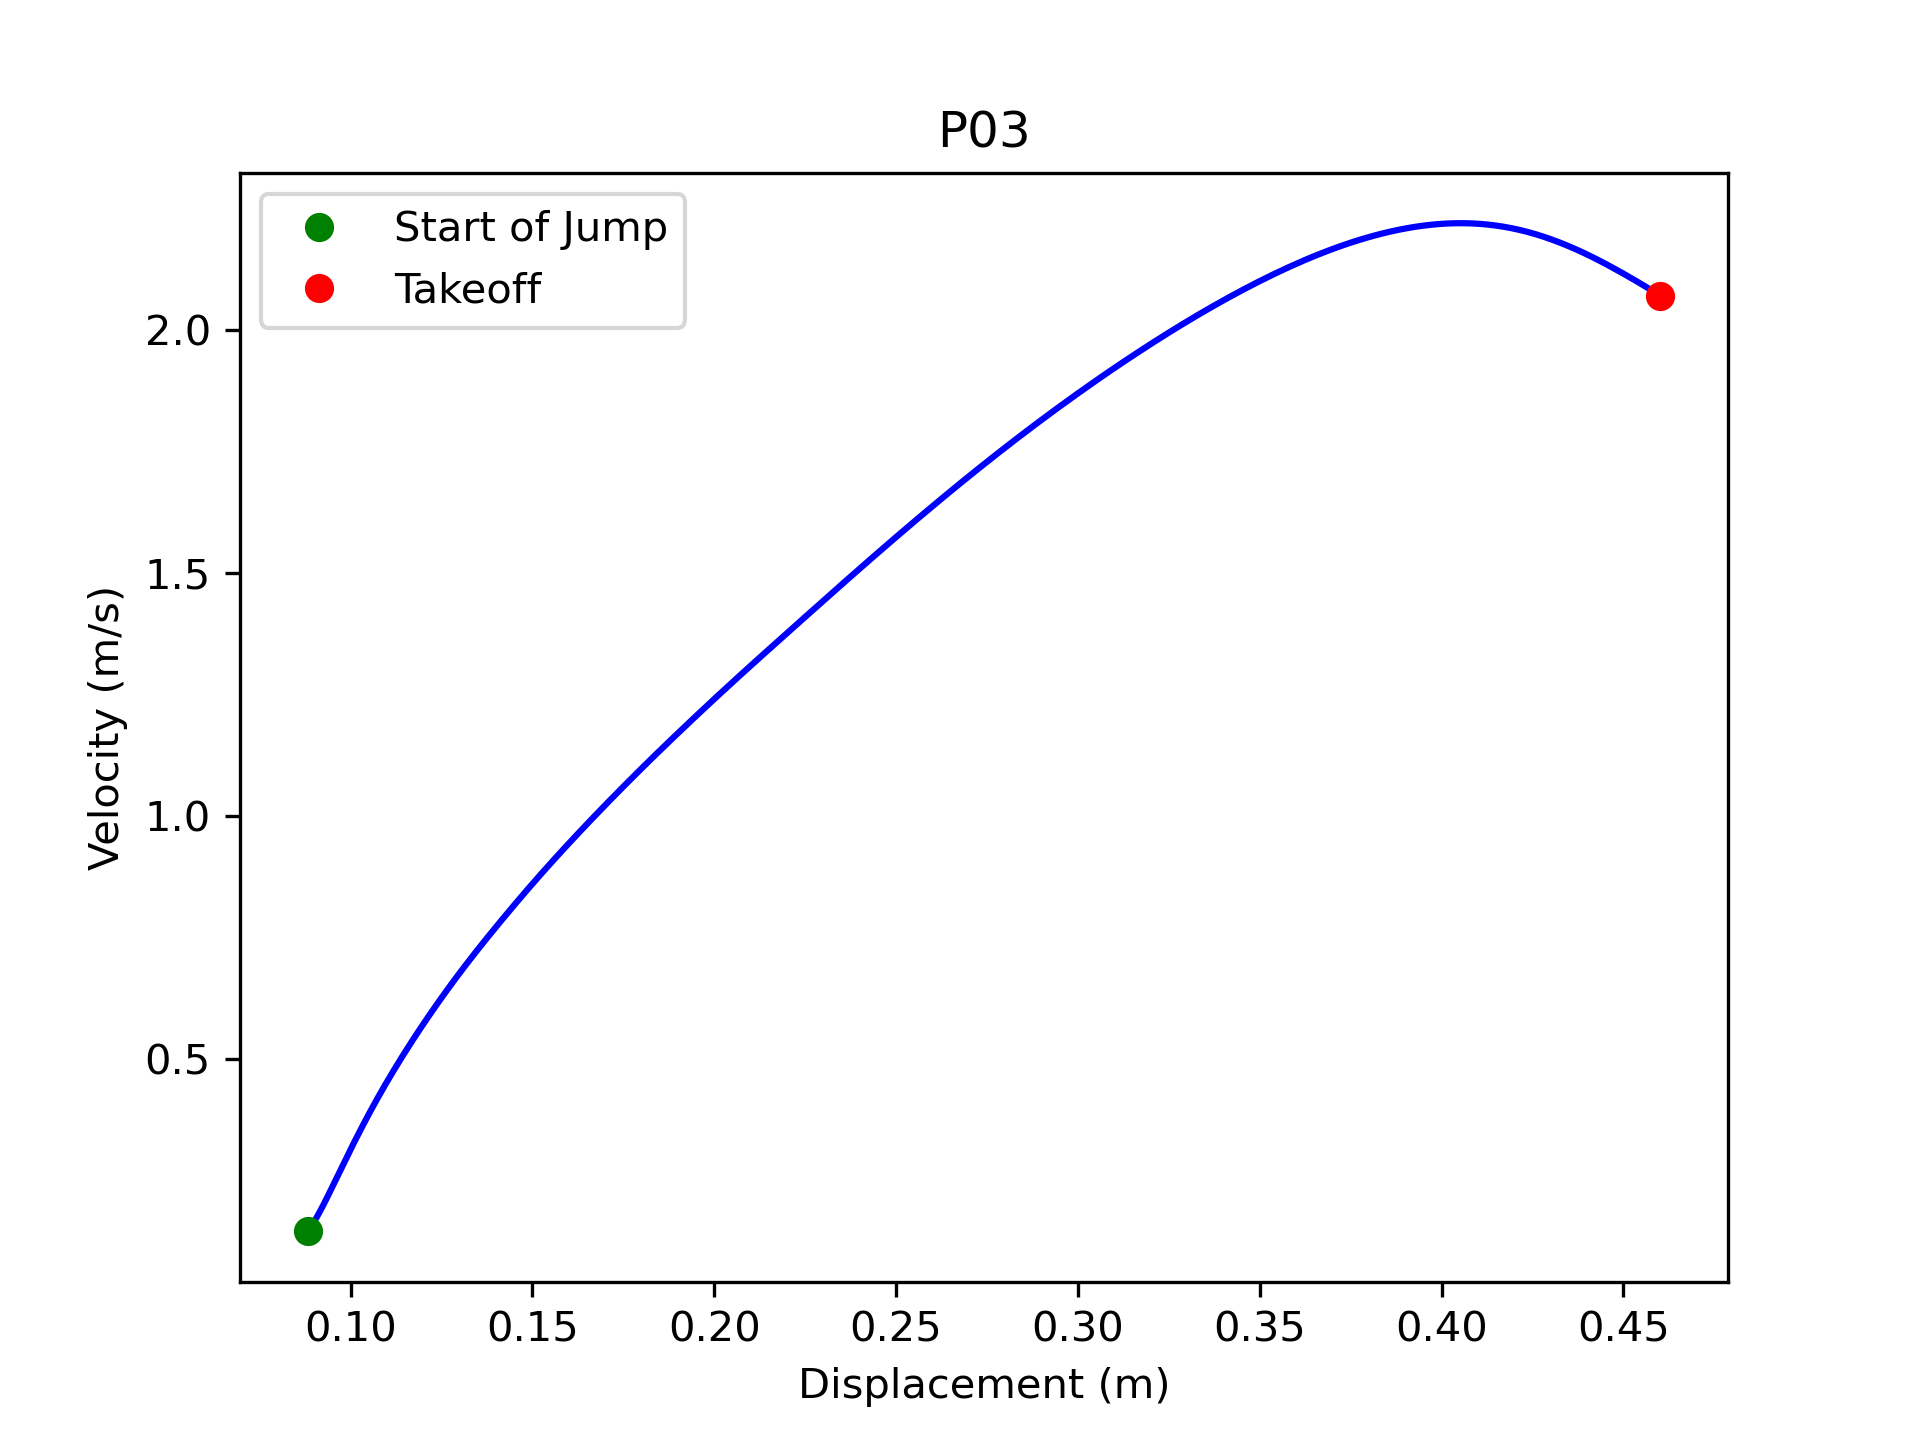 P03
Start of Jump
Takeoff
2.0
1.5
1.0
0.5
Velocity (m/s)
0.10 0.15 0.20 0.25 0.30 0.35 0.40 0.45
Displacement (m)